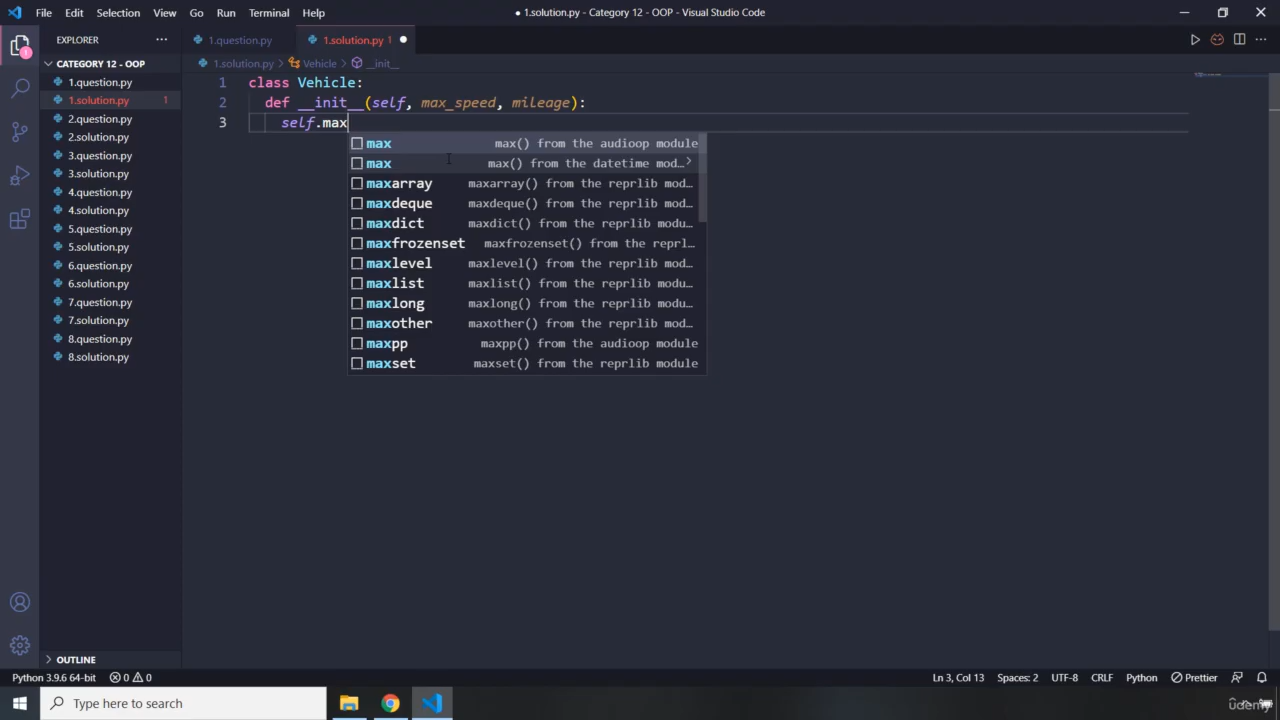 File Edit Selection View Go Run Terminal Help
● 1.solution.py - Category 12 - OOP - Visual Studio Code
EXPLORER
1.question.py
1.solution.py 1
CATEGORY 12 - OOP
1.solution.py > Vehicle > __init__
1.question.py
1.solution.py 1
2.question.py
2.solution.py
3.question.py
3.solution.py
4.question.py
4.solution.py
5.question.py
5.solution.py
6.question.py
6.solution.py
7.question.py
7.solution.py
8.question.py
8.solution.py
OUTLINE
1
1 class Vehicle:
2 def __init__(self, max_speed, mileage):
3 self.max
max max() from the audioop module
max max() from the datetime mod…
maxarray maxarray() from the reprlib mod…
maxdeque maxdeque() from the reprlib mod…
maxdict maxdict() from the reprlib modu…
maxfrozenset maxfrozenset() from the reprl…
maxlevel maxlevel() from the reprlib mod…
maxlist maxlist() from the reprlib modu…
maxlong maxlong() from the reprlib modu…
maxother maxother() from the reprlib mod…
maxpp maxpp() from the audioop module
maxset maxset() from the reprlib module
Python 3.9.6 64-bit 0 0 Ln 3, Col 13 Spaces: 2 UTF-8 CRLF Python Prettier
Type here to search
Udemy